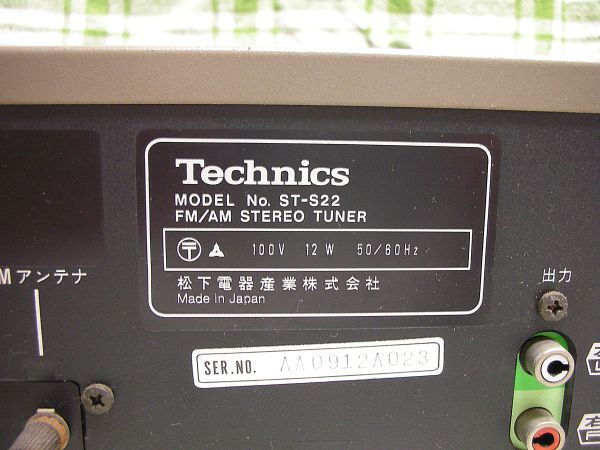 Technics
MODEL No. ST-S22
FM/AM STEREO TUNER
100V 12W 50/60Hz
松下電器産業株式会社
Made in Japan
Mアンテナ
出力
SER.NO. AA0912A023